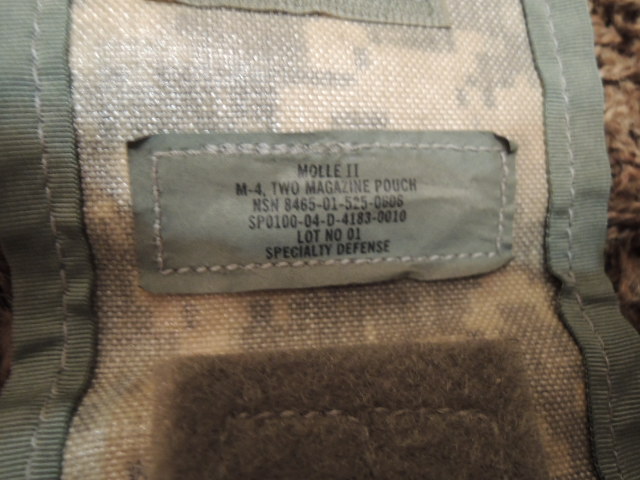 MOLLE II
M-4, TWO MAGAZINE POUCH
NSN 8465-01-525-0606
SP0100-04-D-4183-0010
LOT NO 01
SPECIALTY DEFENSE